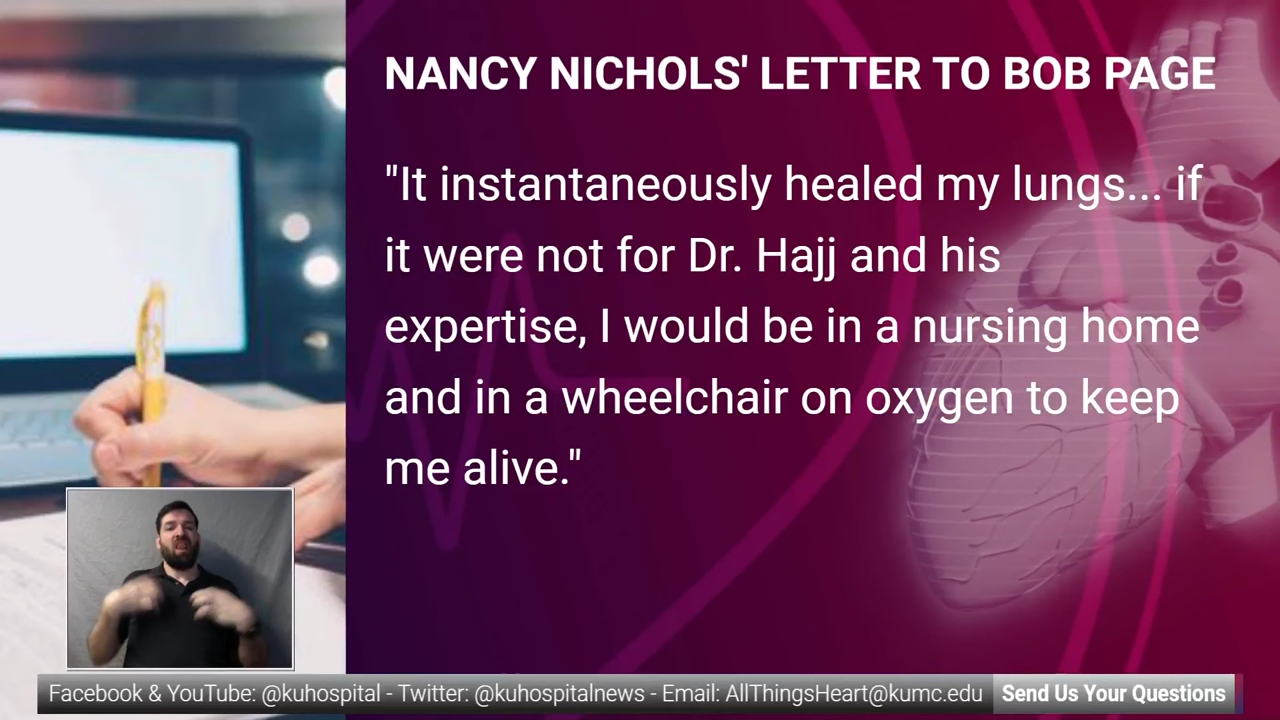 NANCY NICHOLS' LETTER TO BOB PAGE
"It instantaneously healed my lungs... if
it were not for Dr. Hajj and his
expertise, I would be in a nursing home
and in a wheelchair on oxygen to keep
me alive."
Facebook & YouTube: @kuhospital - Twitter: @kuhospitalnews - Email: AllThingsHeart@kumc.edu Send Us Your Questions